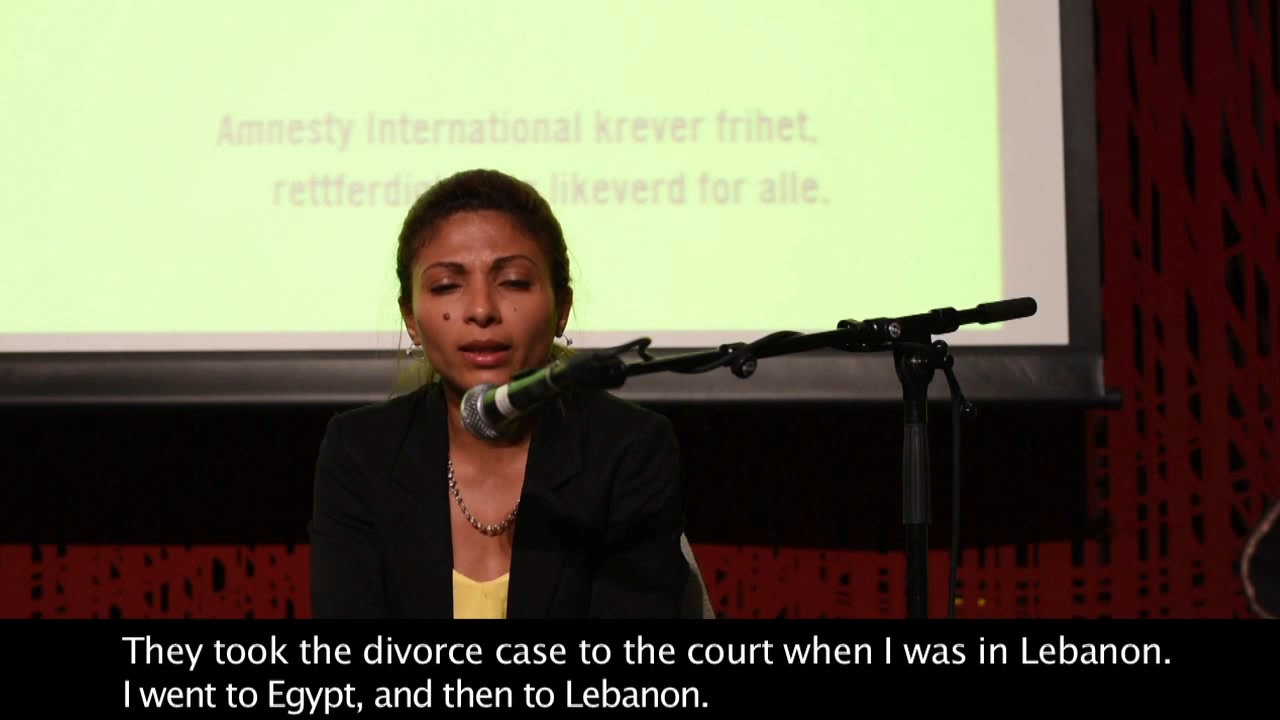 Amnesty International krever frihet,
likeverd for alle.
They took the divorce case to the court when I was in Lebanon.
I went to Egypt, and then to Lebanon.